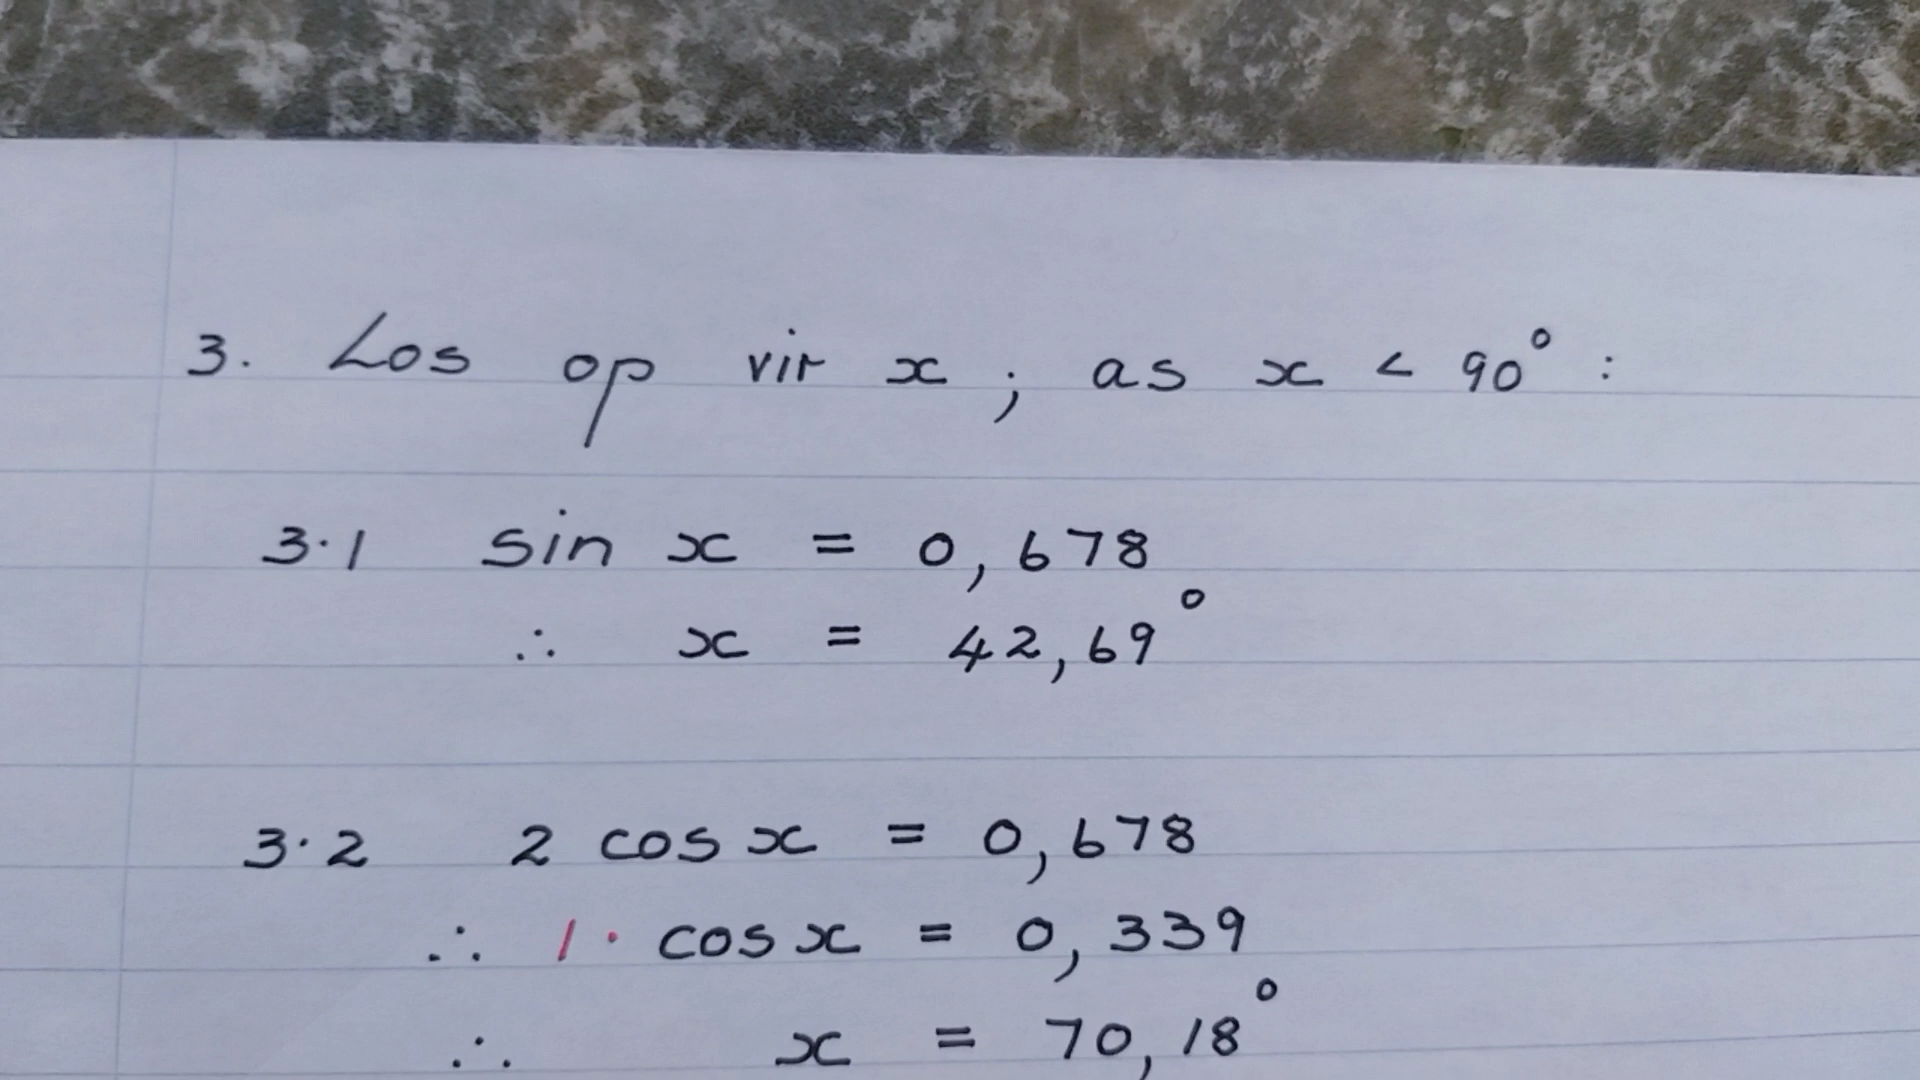 3. Los op vir x ; as x < 90° :
3.1 sin x = 0,678
∴ x = 42,69°
3.2 2 cos x = 0,678
∴ 1· cos x = 0,339
∴ x = 70,18°